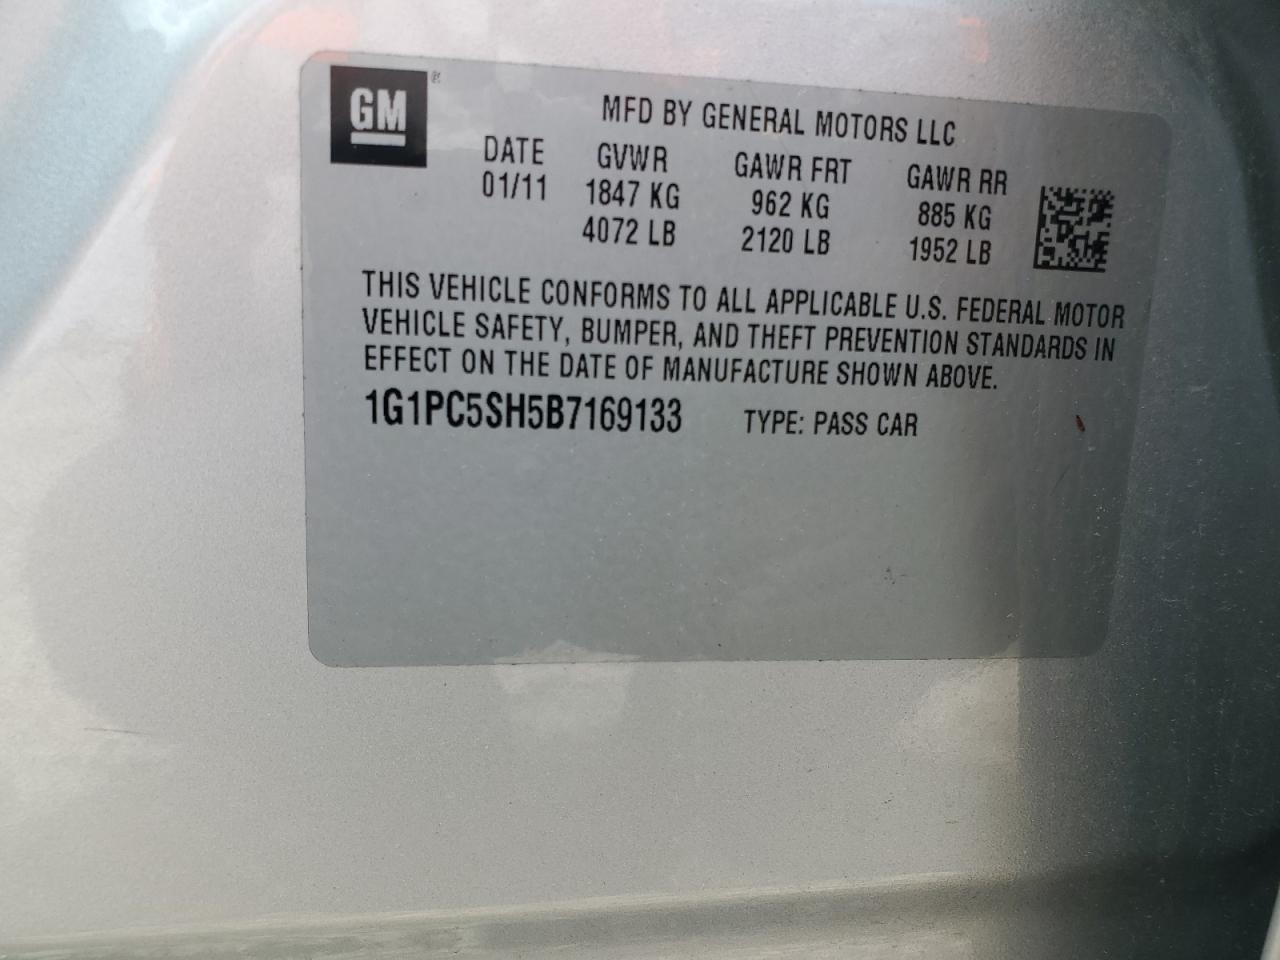 GM®
MFD BY GENERAL MOTORS LLC
DATE GVWR GAWR FRT GAWR RR
01/11 1847 KG 962 KG 885 KG
4072 LB 2120 LB 1952 LB
THIS VEHICLE CONFORMS TO ALL APPLICABLE U.S. FEDERAL MOTOR
VEHICLE SAFETY, BUMPER, AND THEFT PREVENTION STANDARDS IN
EFFECT ON THE DATE OF MANUFACTURE SHOWN ABOVE.
1G1PC5SH5B7169133 TYPE: PASS CAR